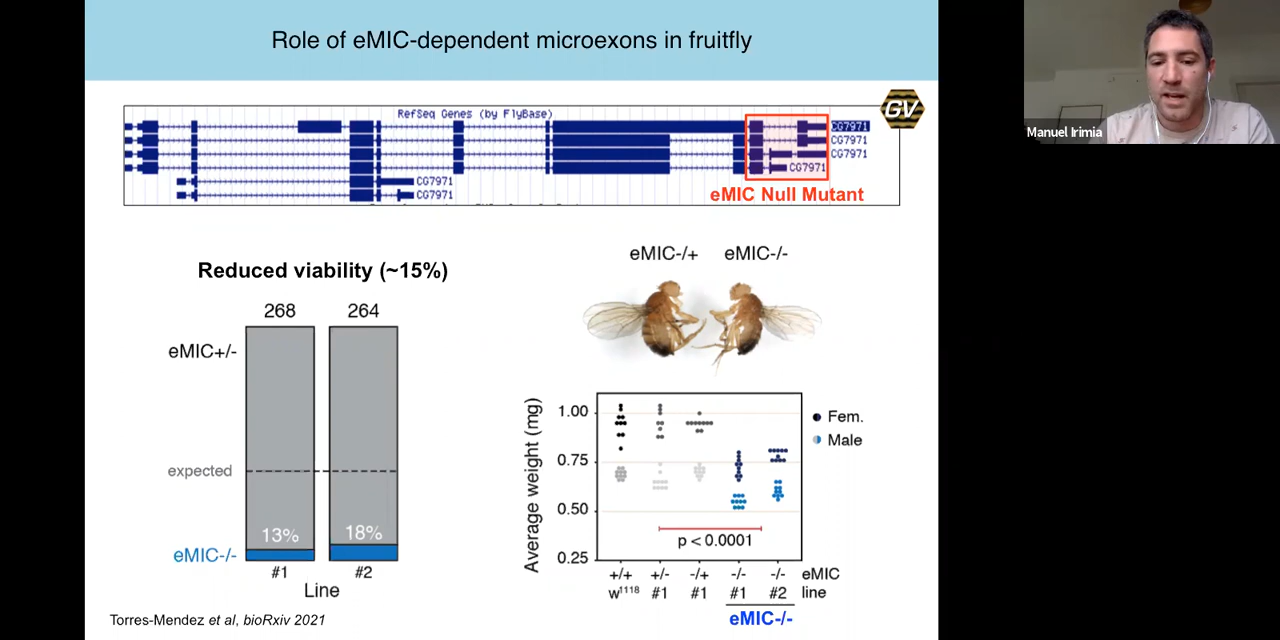 Role of eMIC-dependent microexons in fruitfly
GV
Manuel Irimia
RefSeq Genes (by FlyBase)
CG7971
CG7971
CG7971
CG7971
CG7971
CG7971
eMIC Null Mutant
Reduced viability (~15%)
268 264
eMIC+/-
expected
13% 18%
eMIC-/-
#1 #2
Line
eMIC-/+ eMIC-/-
Average weight (mg)
1.00
0.75
0.50
0.25
Fem.
Male
p < 0.0001
+/+ +/- -/+ -/- -/- eMIC
w1118 #1 #1 #1 #2 line
eMIC-/-
Torres-Mendez et al, bioRxiv 2021